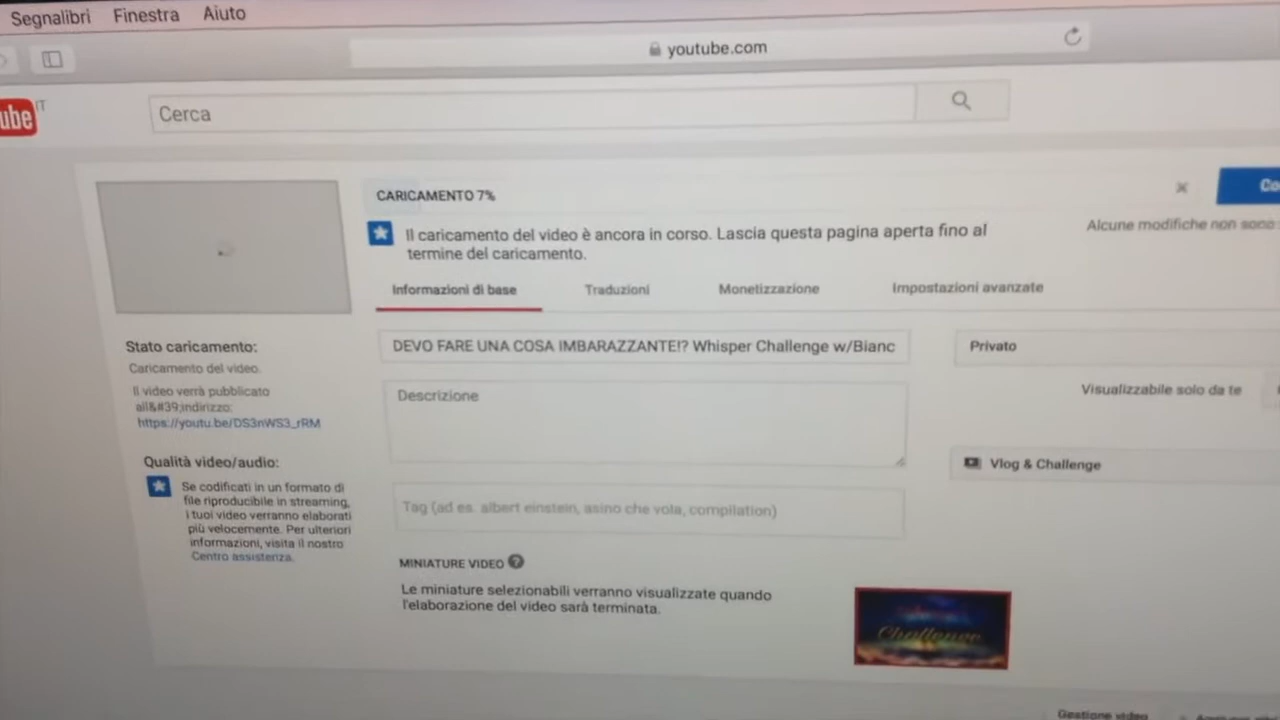 Segnalibri Finestra Aiuto
youtube.com
ube IT
Cerca
CARICAMENTO 7%
Co
Il caricamento del video è ancora in corso. Lascia questa pagina aperta fino al
termine del caricamento.
Alcune modifiche non sono
Informazioni di base
Traduzioni
Monetizzazione
Impostazioni avanzate
Stato caricamento:
Caricamento del video.
Il video verrà pubblicato
all&#39;indirizzo:
https://youtu.be/DS3nWS3_rRM
DEVO FARE UNA COSA IMBARAZZANTE!? Whisper Challenge w/Bianc
Privato
Descrizione
Visualizzabile solo da te
Vlog & Challenge
Qualità video/audio:
Se codificati in un formato di
file riproducibile in streaming,
i tuoi video verranno elaborati
più velocemente. Per ulteriori
informazioni, visita il nostro
Centro assistenza.
Tag (ad es. albert einstein, asino che vola, compilation)
MINIATURE VIDEO ?
Le miniature selezionabili verranno visualizzate quando
l'elaborazione del video sarà terminata.
Challenge
Gestione video